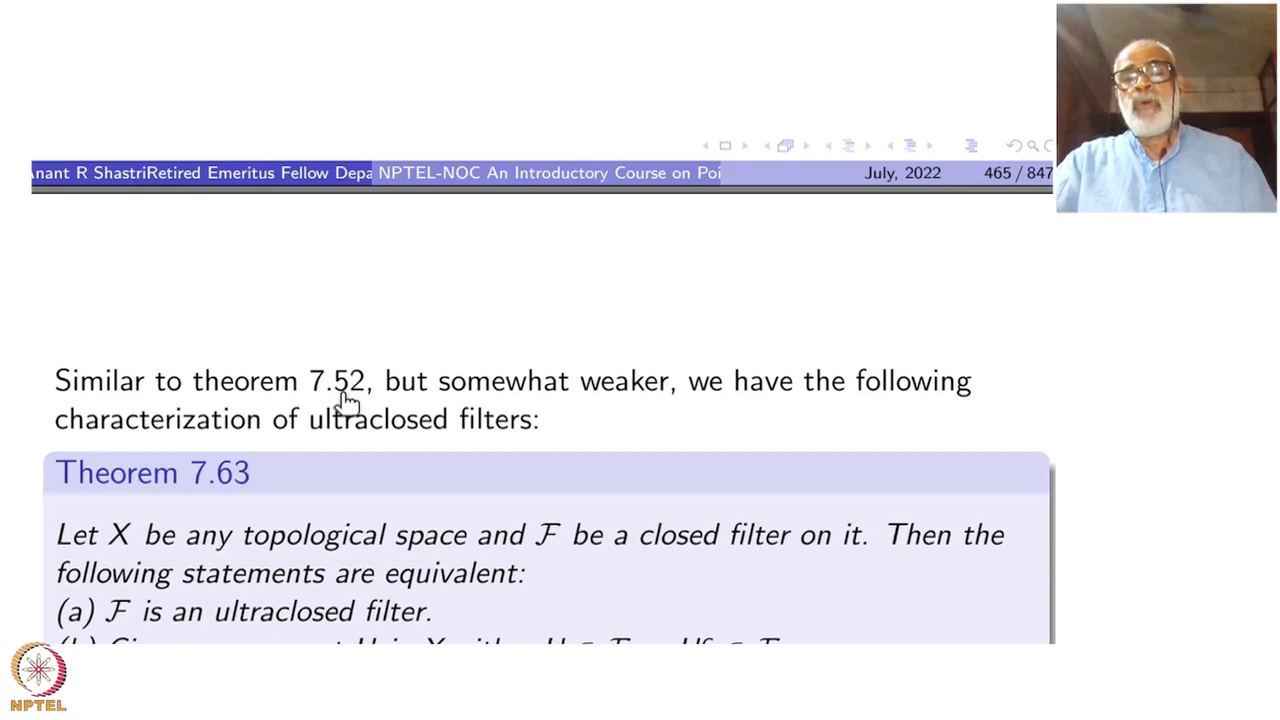 Anant R ShastriRetired Emeritus Fellow Depa NPTEL-NOC An Introductory Course on Poi July, 2022 465 / 847
Similar to theorem 7.52, but somewhat weaker, we have the following
characterization of ultraclosed filters:
Theorem 7.63
Let X be any topological space and F be a closed filter on it. Then the
following statements are equivalent:
(a) F is an ultraclosed filter.
NPTEL